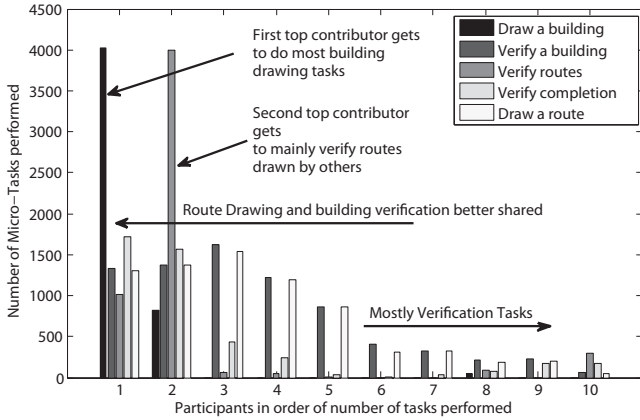 4500
4000
3500
3000
2500
2000
1500
1000
500
0
Number of Micro−Tasks performed
First top contributor gets
to do most building
drawing tasks
Second top contributor
gets
to mainly verify routes
drawn by others
Route Drawing and building verification better shared
Mostly Verification Tasks
Draw a building
Verify a building
Verify routes
Verify completion
Draw a route
1 2 3 4 5 6 7 8 9 10
Participants in order of number of tasks performed